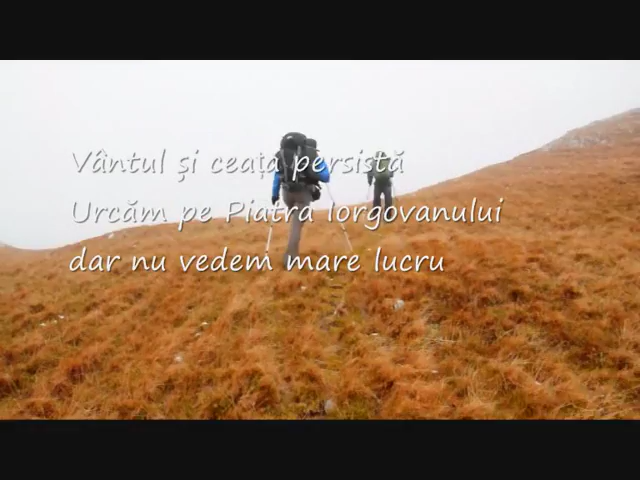 Vântul și ceața persistă
Urcăm pe Piatra Iorgovanului
dar nu vedem mare lucru